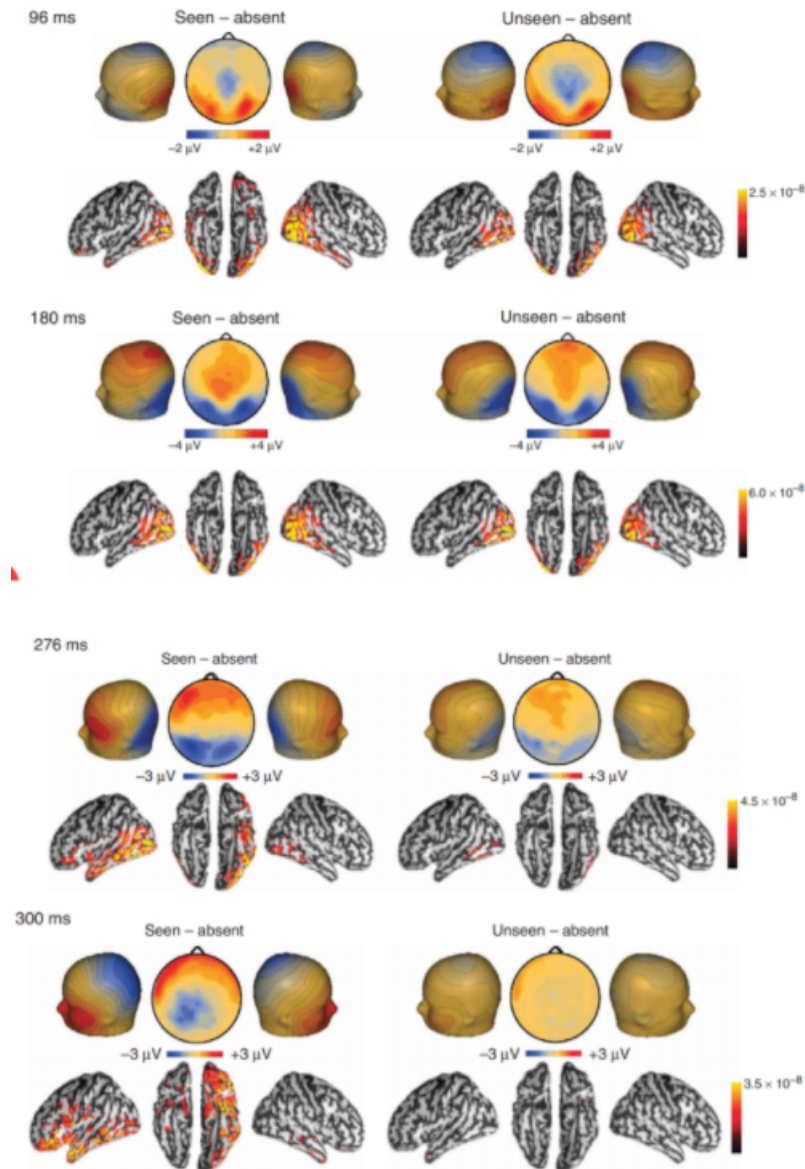 96 ms
Seen – absent
Unseen – absent
–2 µV +2 µV
–2 µV +2 µV
2.5 × 10⁻⁸
180 ms
Seen – absent
Unseen – absent
–4 µV +4 µV
–4 µV +4 µV
6.0 × 10⁻⁸
276 ms
Seen – absent
Unseen – absent
–3 µV +3 µV
–3 µV +3 µV
4.5 × 10⁻⁸
300 ms
Seen – absent
Unseen – absent
–3 µV +3 µV
–3 µV +3 µV
3.5 × 10⁻⁸